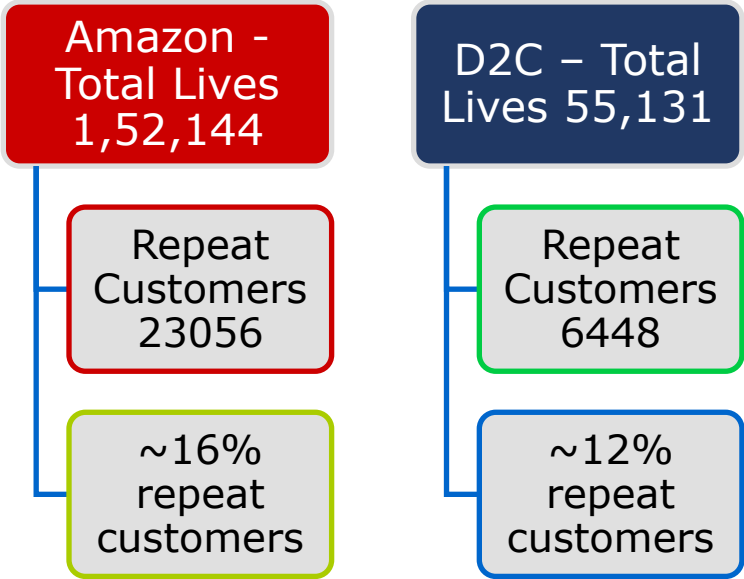 Amazon -
Total Lives
1,52,144
Repeat
Customers
23056
~16%
repeat
customers
D2C – Total
Lives 55,131
Repeat
Customers
6448
~12%
repeat
customers